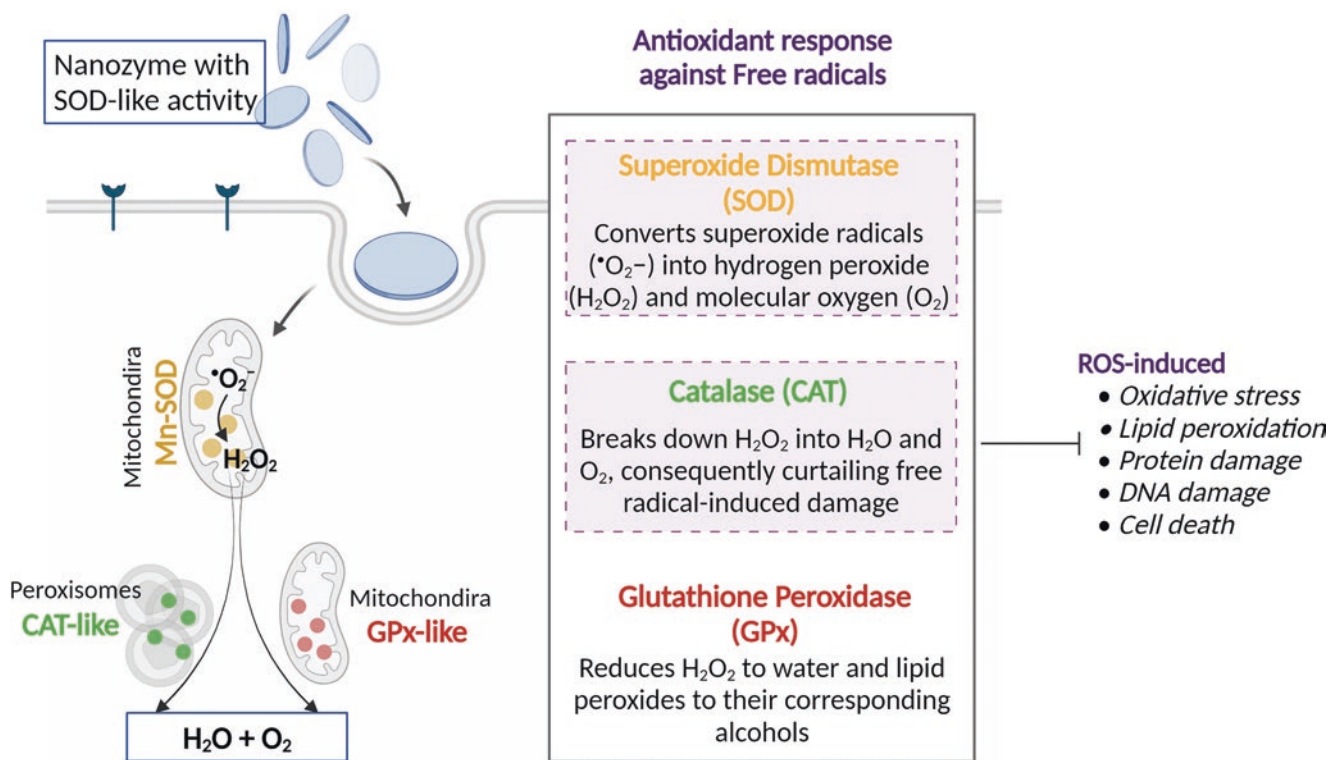 Nanozyme with
SOD-like activity
Mitochondira
Mn-SOD
•O₂⁻
H₂O₂
Peroxisomes
CAT-like
Mitochondira
GPx-like
H₂O + O₂
Antioxidant response
against Free radicals
Superoxide Dismutase
(SOD)
Converts superoxide radicals
(•O₂−) into hydrogen peroxide
(H₂O₂) and molecular oxygen (O₂)
Catalase (CAT)
Breaks down H₂O₂ into H₂O and
O₂, consequently curtailing free
radical-induced damage
Glutathione Peroxidase
(GPx)
Reduces H₂O₂ to water and lipid
peroxides to their corresponding
alcohols
ROS-induced
• Oxidative stress
• Lipid peroxidation
• Protein damage
• DNA damage
• Cell death